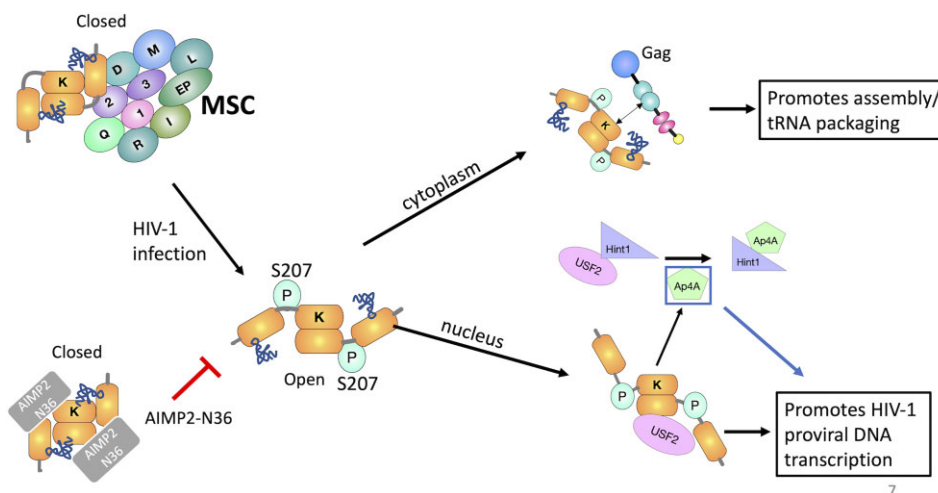 Closed
K
D
M
L
2
3
EP
MSC
1
Q
R
I
HIV-1
infection
cytoplasm
Gag
P
K
P
Promotes assembly/
tRNA packaging
S207
P
K
P
Open
S207
nucleus
USF2
Hint1
Ap4A
Ap4A
Hint1
Closed
AIMP2
N36
K
AIMP2
N36
AIMP2-N36
K
P
P
USF2
Promotes HIV-1
proviral DNA
transcription
7